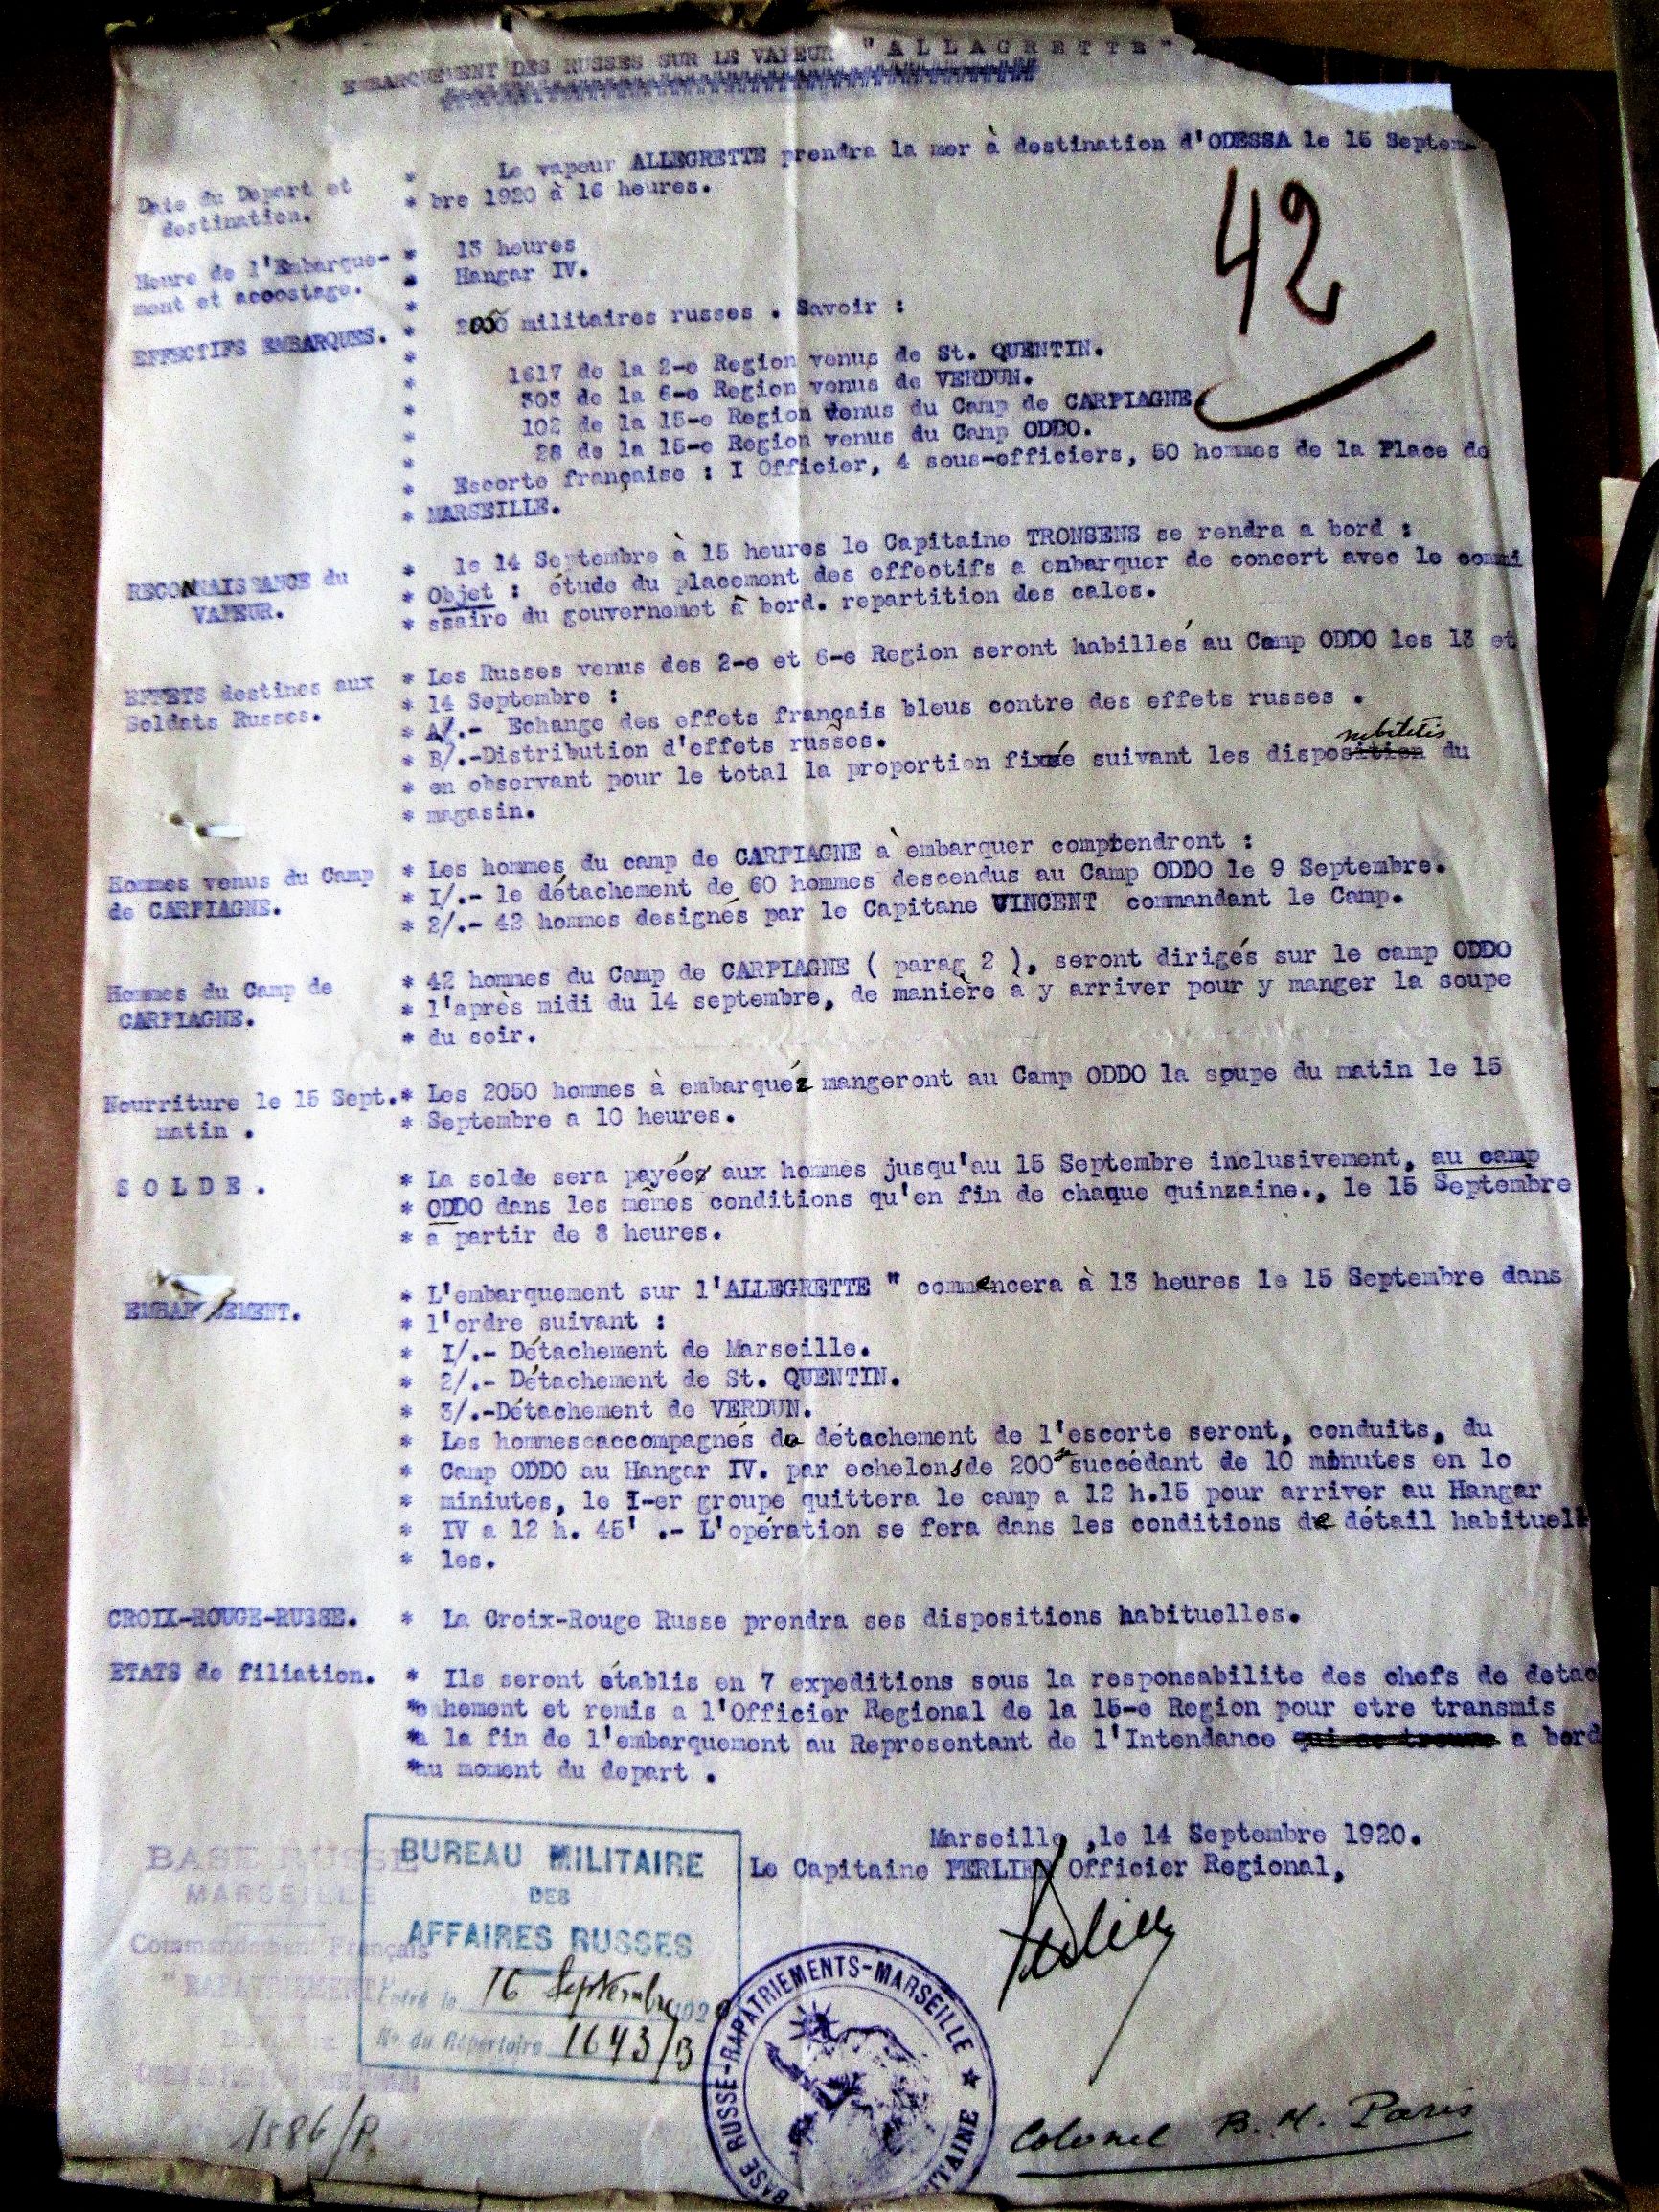 EMBARQUEMENT DES RUSSES SUR LE VAPEUR "ALLAGRETTE"
Date du Depart et
destination.
* Le vapeur ALLEGRETTE prendra la mer à destination d'ODESSA le 15 Septem-
* bre 1920 à 16 heures.
42
Heure de l'Embarque-
ment et accostage.
* 13 heures
* Hangar IV.
*
EFFECTIFS EMBARQUES.
* 2050 militaires russes . Savoir :
*
* 1617 de la 2-e Region venus de St. QUENTIN.
* 303 de la 6-e Region venus de VERDUN.
* 102 de la 15-e Region venus du Camp de CARPIAGNE.
* 28 de la 15-e Region venus du Camp ODDO.
* Escorte française : I Officier, 4 sous-officiers, 50 hommes de la Place de
* MARSEILLE.
RECONNAISSANCE du
VAPEUR.
* le 14 Septembre à 15 heures le Capitaine TRONSENS se rendra a bord :
* Objet : étude du placement des effectifs a embarquer de concert avec le commi
* ssaire du gouvernemet à bord. repartition des cales.
EFFETS destines aux
Soldats Russes.
* Les Russes venus des 2-e et 6-e Region seront habillés au Camp ODDO les 13 et
* 14 Septembre :
* A/.- Echange des effets français bleus contre des effets russes .
* B/.-Distribution d'effets russes.
* en observant pour le total la proportion fixée suivant les disposition du
* magasin.
Hommes venus du Camp
de CARPIAGNE.
* Les hommes du camp de CARPIAGNE à embarquer comprendront :
* I/.- le détachement de 60 hommes descendus au Camp ODDO le 9 Septembre.
* 2/.- 42 hommes designés par le Capitane VINCENT commandant le Camp.
Hommes du Camp de
CARPIAGNE.
* 42 hommes du Camp de CARPIAGNE ( parag 2 ), seront dirigés sur le camp ODDO
* l'après midi du 14 septembre, de manière a y arriver pour y manger la soupe
* du soir.
Nourriture le 15 Sept.
matin .
* Les 2050 hommes à embarquéz mangeront au Camp ODDO la soupe du matin le 15
* Septembre a 10 heures.
SOLDE.
* La solde sera payées aux hommes jusqu'au 15 Septembre inclusivement, au camp
* ODDO dans les mêmes conditions qu'en fin de chaque quinzaine., le 15 Septembre
* a partir de 8 heures.
EMBARQEMENT.
* L'embarquement sur l'ALLEGRETTE " commencera à 13 heures le 15 Septembre dans
* l'ordre suivant :
* I/.- Détachement de Marseille.
* 2/.- Détachement de St. QUENTIN.
* 3/.-Détachement de VERDUN.
* Les hommes accompagnés de détachement de l'escorte seront, conduits, du
* Camp ODDO au Hangar IV. par echelons de 200 se succédant de 10 minutes en 10
* miniutes, le I-er groupe quittera le camp a 12 h.15 pour arriver au Hangar
* IV a 12 h. 45' .- L'opération se fera dans les conditions de détail habituel
* les.
CROIX-ROUGE-RUSSE.
* La Croix-Rouge Russe prendra ses dispositions habituelles.
ETATS de filiation.
* Ils seront établis en 7 expeditions sous la responsabilite des chefs de detac
* hement et remis a l'Officier Regional de la 15-e Region pour etre transmis
* a la fin de l'embarquement au Representant de l'Intendance qui se trouve a bord
* au moment du depart .
Marseille ,le 14 Septembre 1920.
Le Capitaine PERLIER Officier Regional,
BASE RUSSE
MARSEILLE
Commandement Français
"RAPATRIEMENT"
BUREAU MILITAIRE
DES
AFFAIRES RUSSES
Entré le 16 Septembre 1920
No du Répertoire 1643/B
BASE RUSSE-RAPATRIEMENTS-MARSEILLE
1586/P.
Colonel B. M. Paris